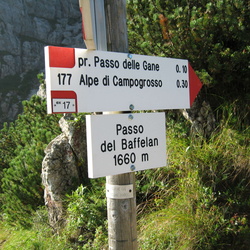 pr. Passo delle Gane 0.10
177 Alpe di Campogrosso 0.30
17
Passo
del Baffelan
1660 m